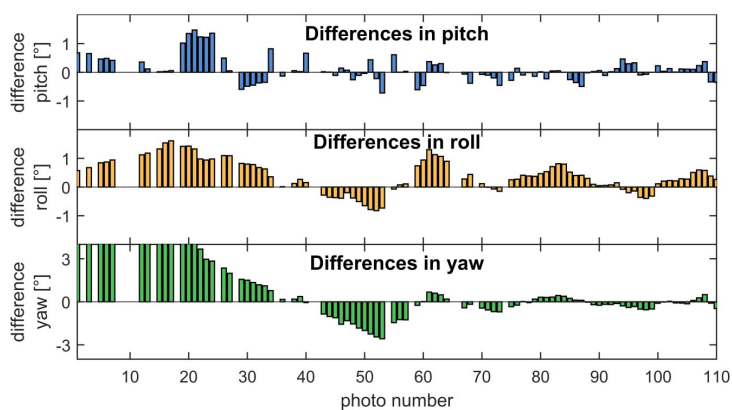 Differences in pitch
difference
pitch [°]
1
0
-1
Differences in roll
difference
roll [°]
1
0
-1
Differences in yaw
difference
yaw [°]
3
0
-3
10 20 30 40 50 60 70 80 90 100 110
photo number